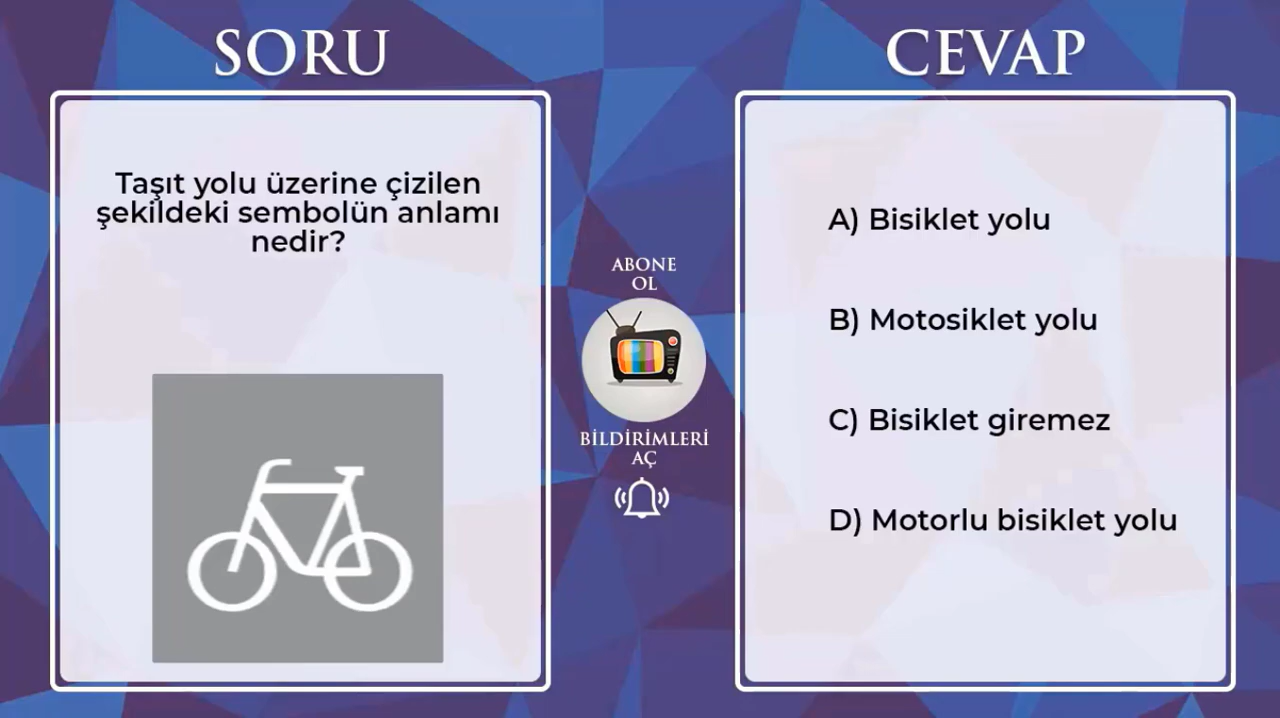 SORU
Taşıt yolu üzerine çizilen
şekildeki sembolün anlamı
nedir?
ABONE
OL
BİLDİRİMLERİ
AÇ
CEVAP
A) Bisiklet yolu
B) Motosiklet yolu
C) Bisiklet giremez
D) Motorlu bisiklet yolu